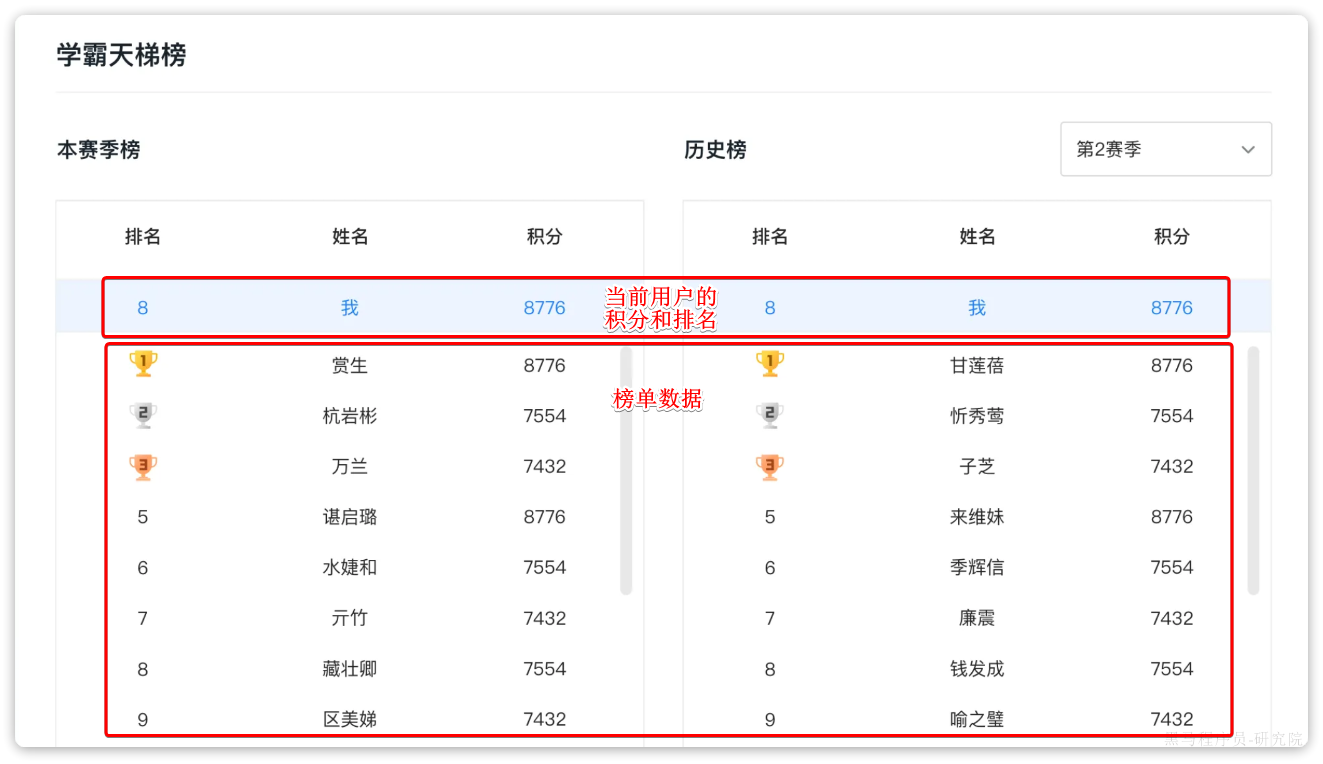 学霸天梯榜
本赛季榜
历史榜
第2赛季
排名 姓名 积分
排名 姓名 积分
8 我 8776
当前用户的
积分和排名
8 我 8776
榜单数据
1 赏生 8776
2 杭岩彬 7554
3 万兰 7432
5 谌启璐 8776
6 水婕和 7554
7 亓竹 7432
8 藏壮卿 7554
9 区美娣 7432
1 甘莲蓓 8776
2 忻秀莺 7554
3 子芝 7432
5 来维妹 8776
6 季辉信 7554
7 廉震 7432
8 钱发成 7554
9 喻之璧 7432
黑马程序员-研究院